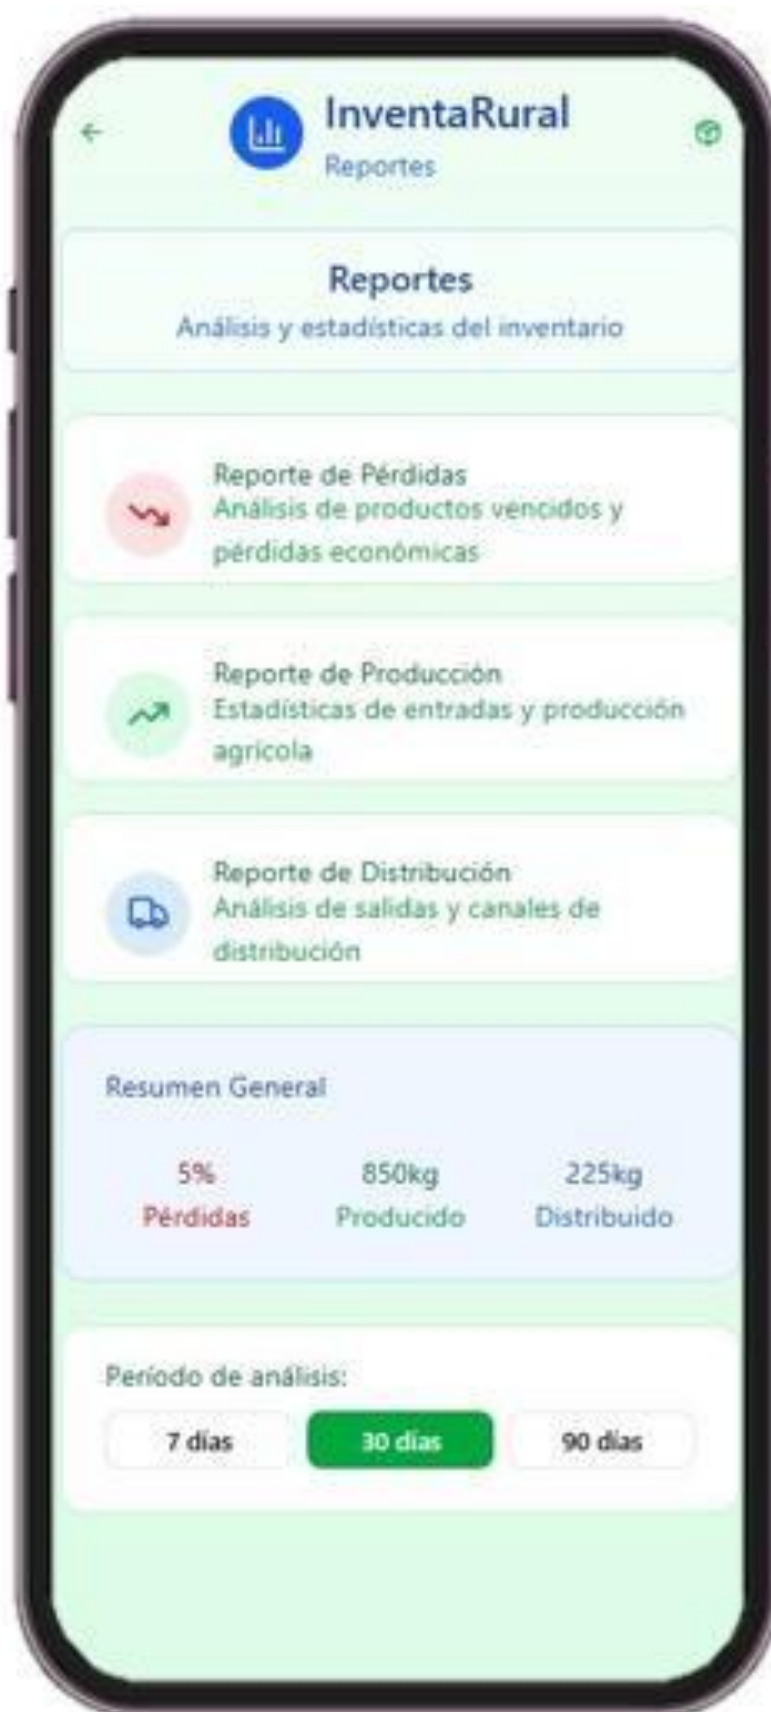 InventaRural
Reportes
Reportes
Análisis y estadísticas del inventario
Reporte de Pérdidas
Análisis de productos vencidos y
pérdidas económicas
Reporte de Producción
Estadísticas de entradas y producción
agrícola
Reporte de Distribución
Análisis de salidas y canales de
distribución
Resumen General
5% 850kg 225kg
Pérdidas Producido Distribuido
Período de análisis:
7 días 30 días 90 días